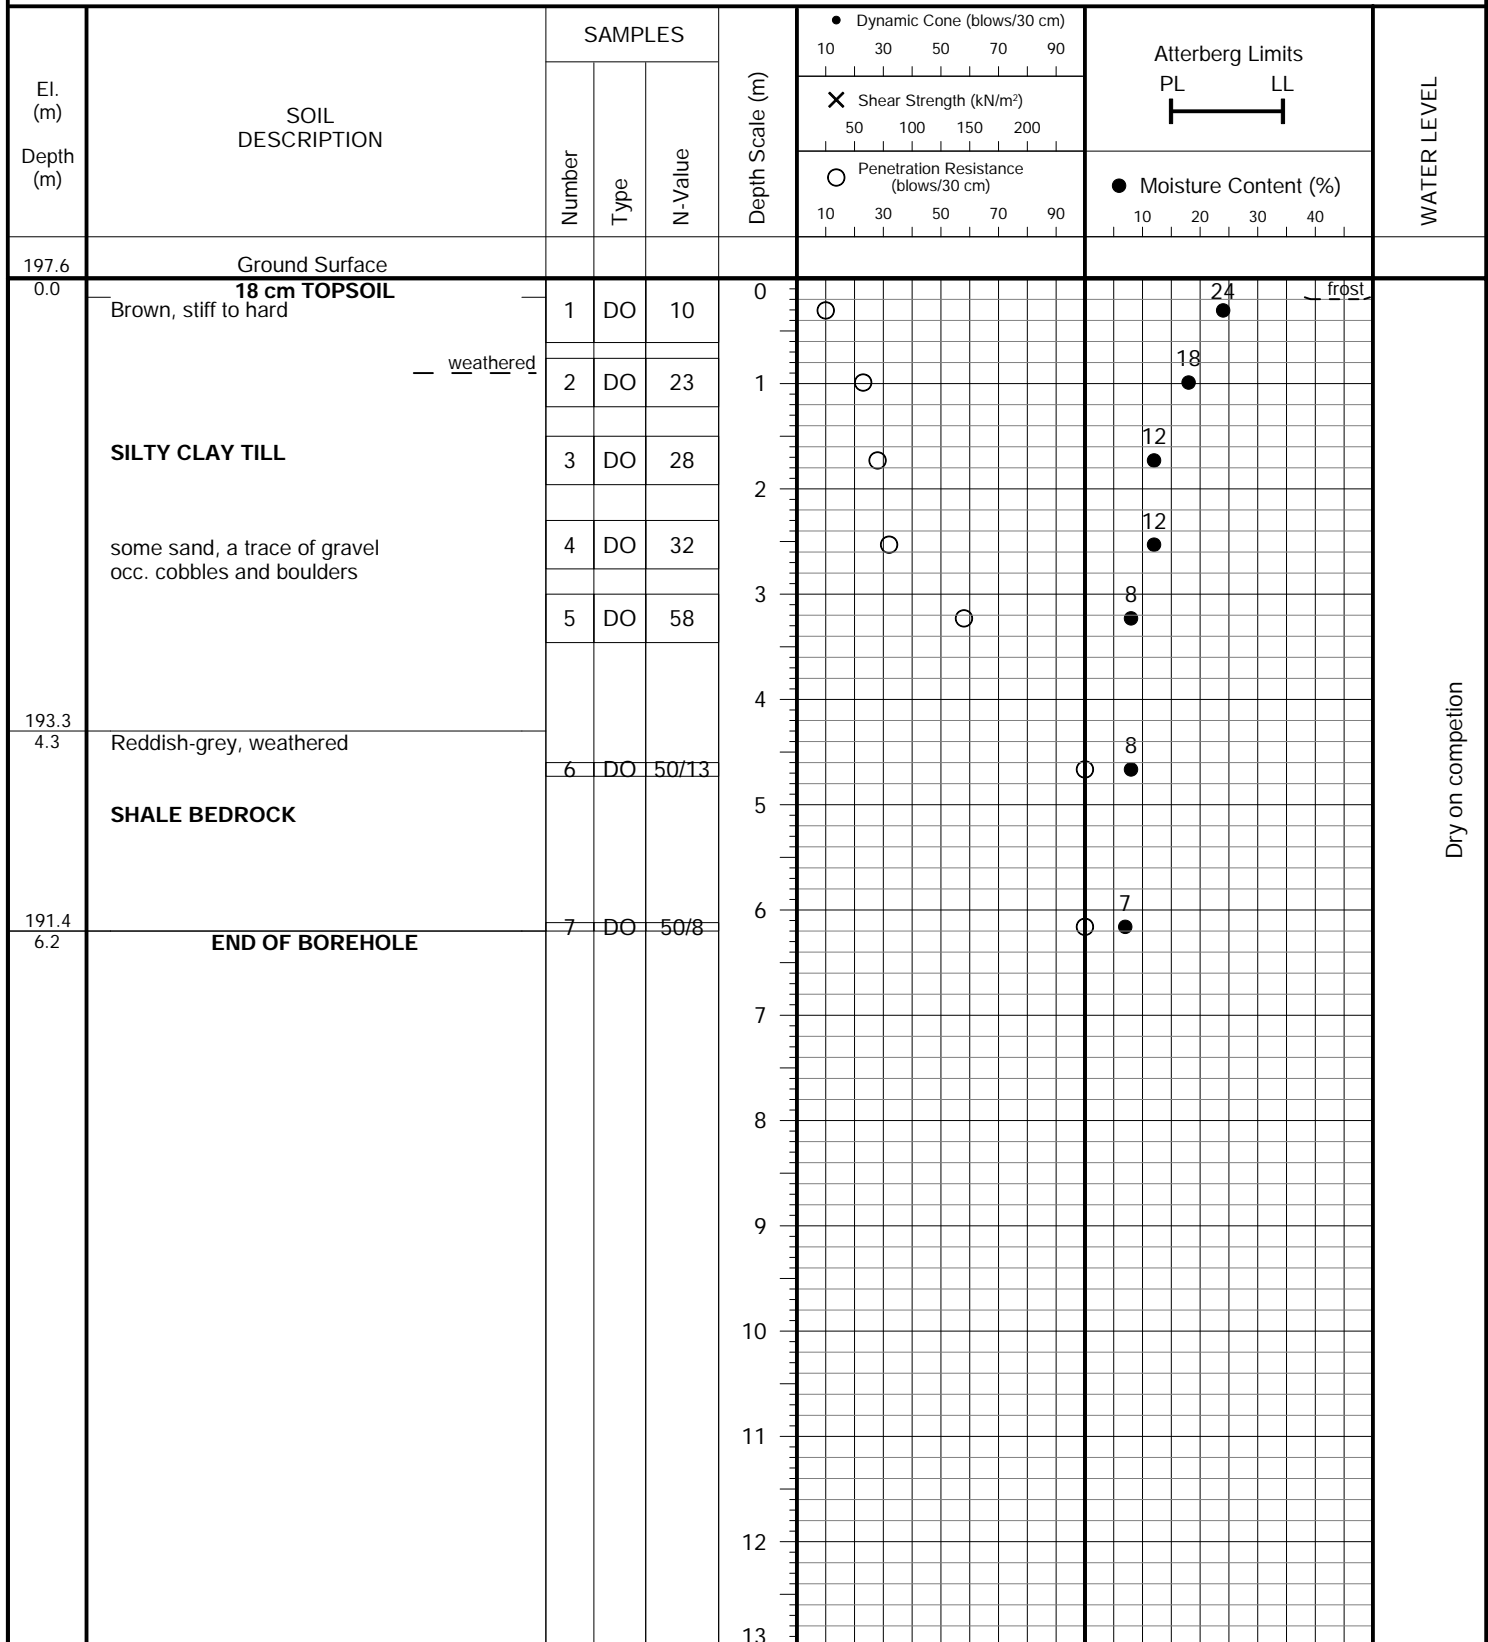 El.
(m)
Depth
(m)
SOIL
DESCRIPTION
SAMPLES
Number
Type
N-Value
Depth Scale (m)
● Dynamic Cone (blows/30 cm)
10 30 50 70 90
✕ Shear Strength (kN/m²)
50 100 150 200
○ Penetration Resistance
(blows/30 cm)
10 30 50 70 90
Atterberg Limits
PL LL
● Moisture Content (%)
10 20 30 40
WATER LEVEL
197.6 Ground Surface
0.0 18 cm TOPSOIL 0 24 frost
Brown, stiff to hard 1 DO 10
weathered 18
2 DO 23 1
12
SILTY CLAY TILL 3 DO 28
2
12
some sand, a trace of gravel 4 DO 32
occ. cobbles and boulders
3 8
5 DO 58
4
193.3
4.3 Reddish-grey, weathered 8
6 DO 50/13
5
SHALE BEDROCK
Dry on competion
7
191.4 6
7 DO 50/8
6.2 END OF BOREHOLE
7
8
9
10
11
12
13